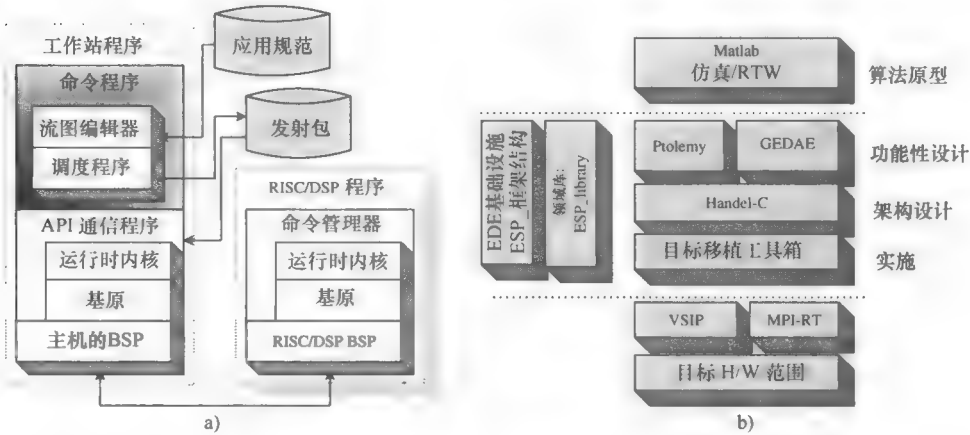 工作站程序
命令程序
流图编辑器
调度程序
API 通信程序
运行时内核
基原
主机的BSP
应用规范
发射包
RISC/DSP 程序
命令管理器
运行时内核
基原
RISC/DSP BSP
a)
Matlab
仿真/RTW
算法原型
EDE基础设施
ESP_框架结构
领域库:
ESP_library
Ptolemy
GEDAE
功能性设计
Handel-C
架构设计
目标移植工具箱
实施
VSIP
MPI-RT
目标 H/W 范围
b)